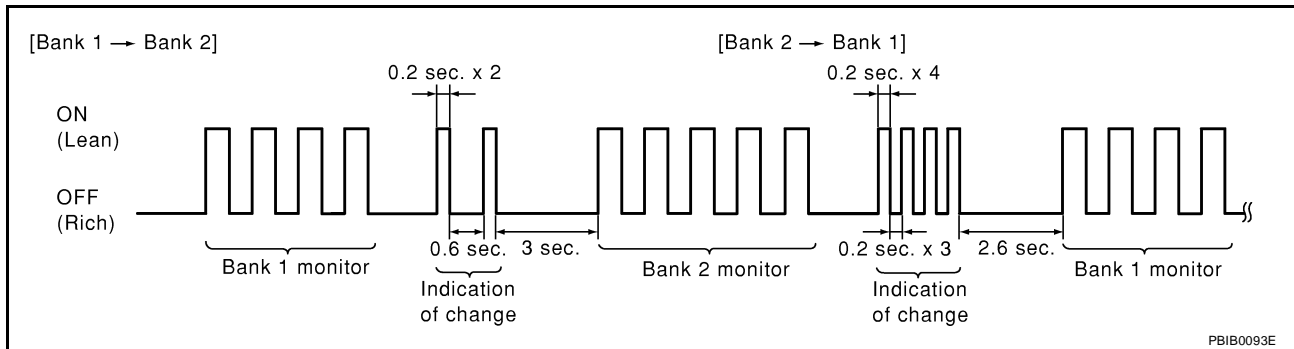 [Bank 1 → Bank 2]
[Bank 2 → Bank 1]
0.2 sec. x 2
0.2 sec. x 4
ON
(Lean)
OFF
(Rich)
0.6 sec.
3 sec.
0.2 sec. x 3
2.6 sec.
Bank 1 monitor
Bank 2 monitor
Bank 1 monitor
Indication
of change
Indication
of change
PBIB0093E